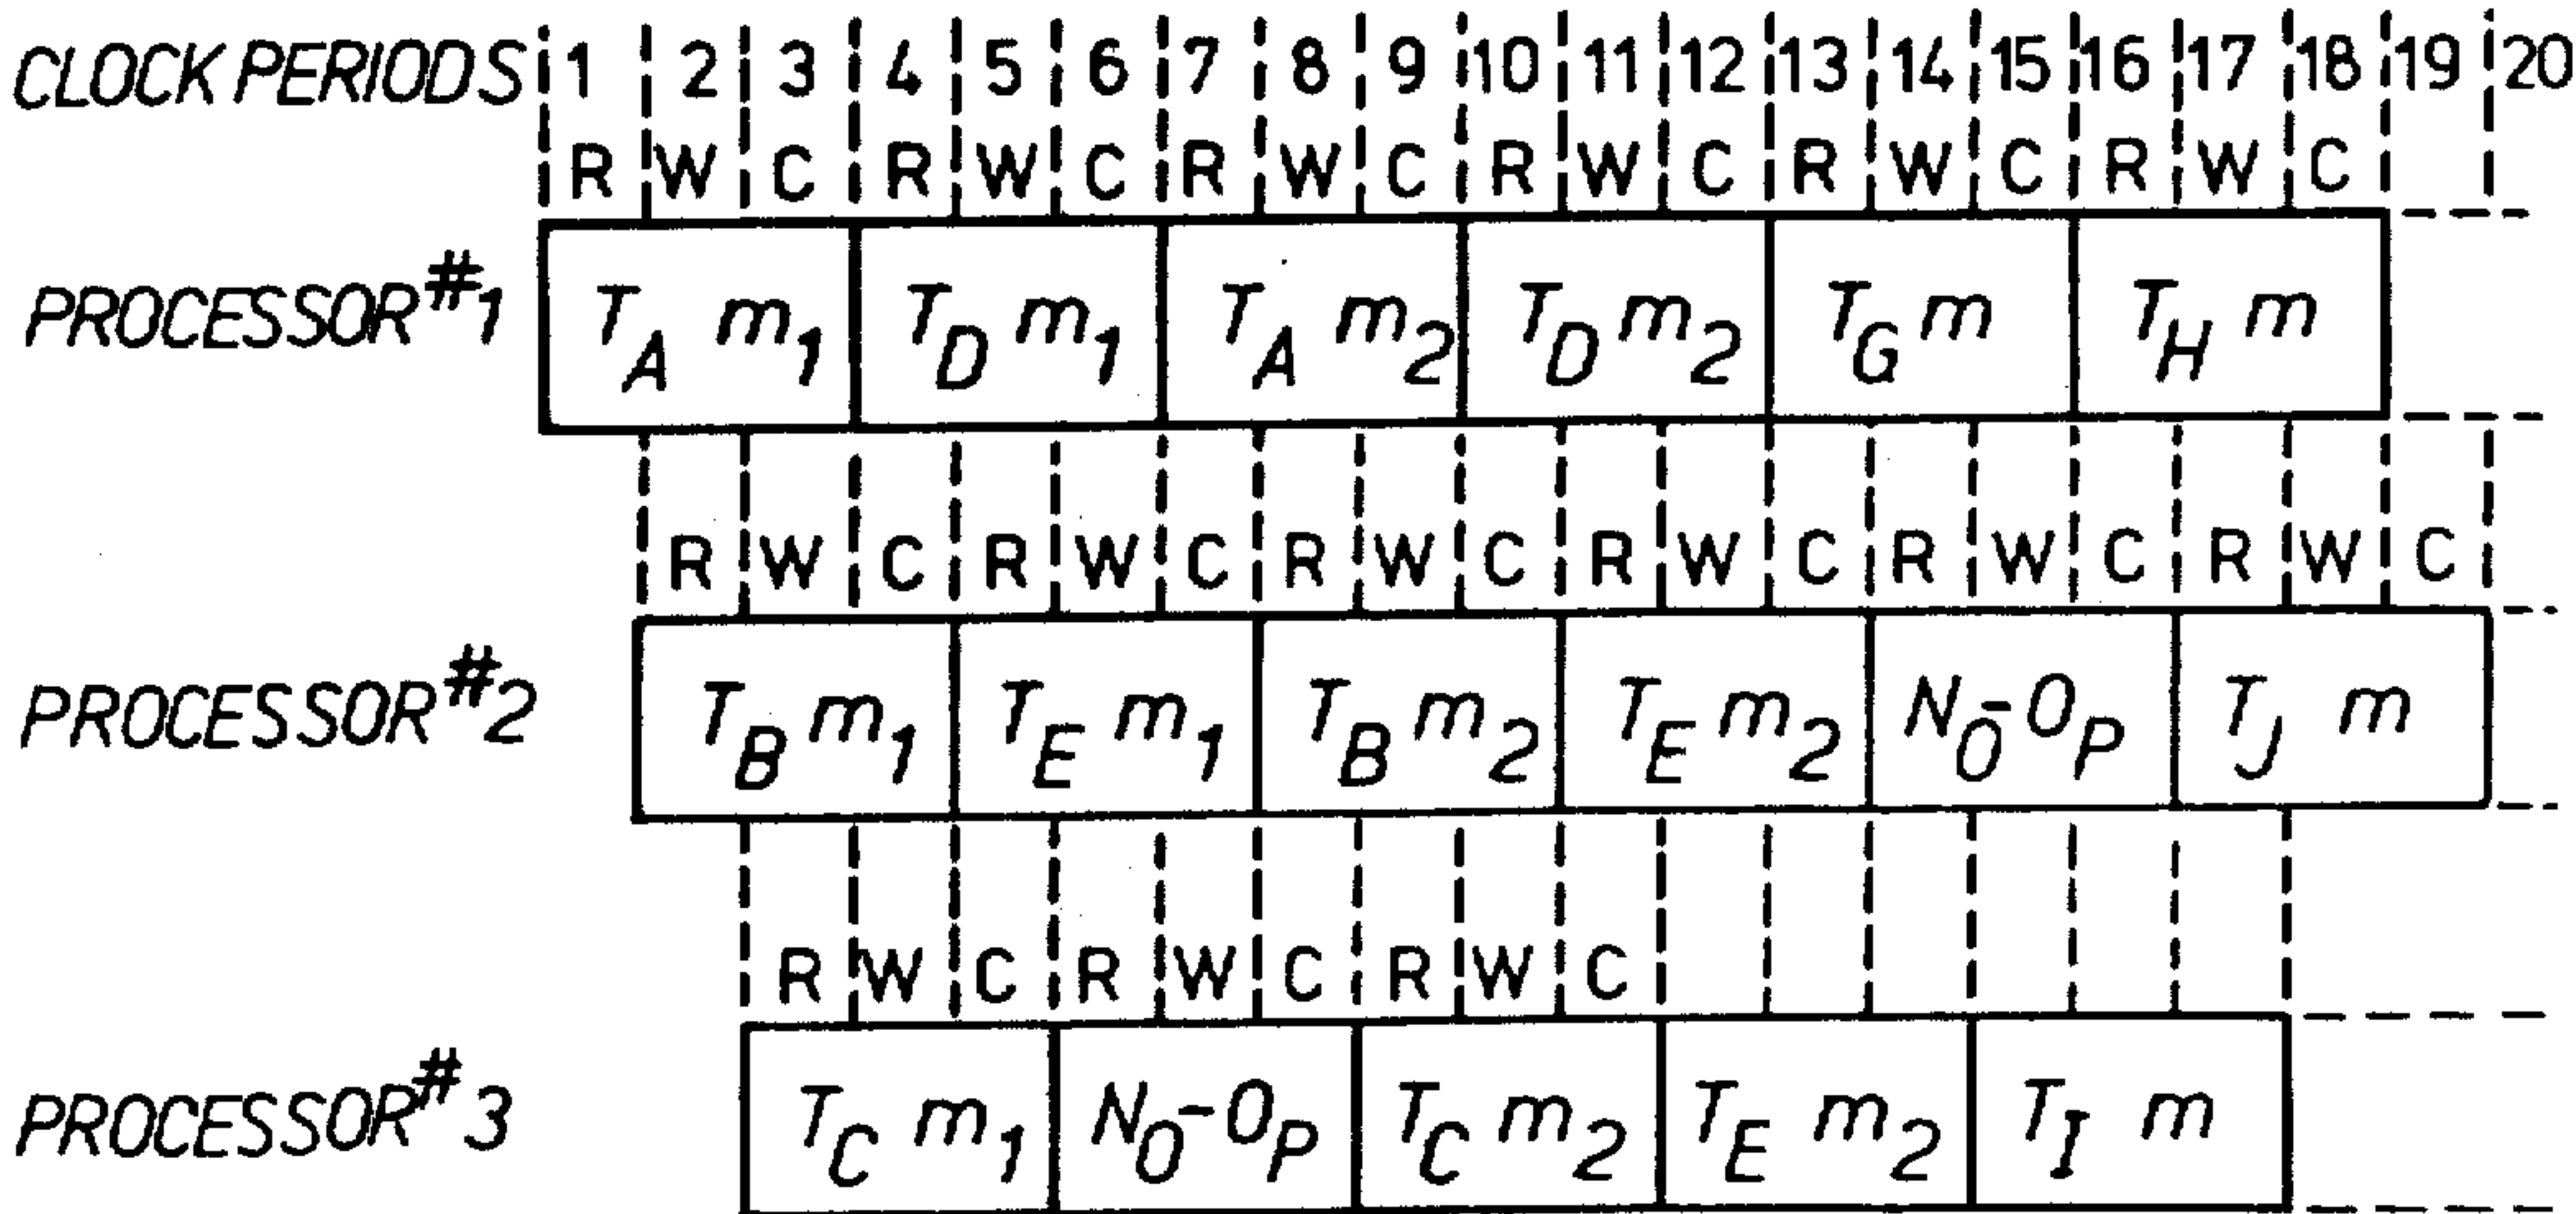 CLOCK PERIODS 1 2 3 4 5 6 7 8 9 10 11 12 13 14 15 16 17 18 19 20
R W C R W C R W C R W C R W C R W C
PROCESSOR #1 T_A m_1 T_D m_1 T_A m_2 T_D m_2 T_G m T_H m
R W C R W C R W C R W C R W C R W C
PROCESSOR #2 T_B m_1 T_E m_1 T_B m_2 T_E m_2 N_O-O_P T_J m
R W C R W C R W C
PROCESSOR #3 T_C m_1 N_O-O_P T_C m_2 T_E m_2 T_I m